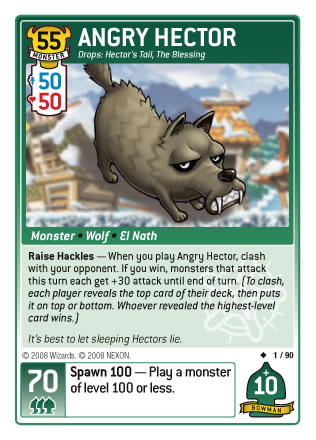 55
MONSTER
ANGRY HECTOR
Drops: Hector's Tail, The Blessing
50
50
Monster • Wolf • El Nath
Raise Hackles — When you play Angry Hector, clash
with your opponent. If you win, monsters that attack
this turn each get +30 attack until end of turn. (To clash,
each player reveals the top card of their deck, then puts
it on top or bottom. Whoever revealed the highest-level
card wins.)
It's best to let sleeping Hectors lie.
© 2008 Wizards. © 2008 NEXON.
◆ 1 / 90
70
Spawn 100 — Play a monster
of level 100 or less.
+
10
BOWMAN